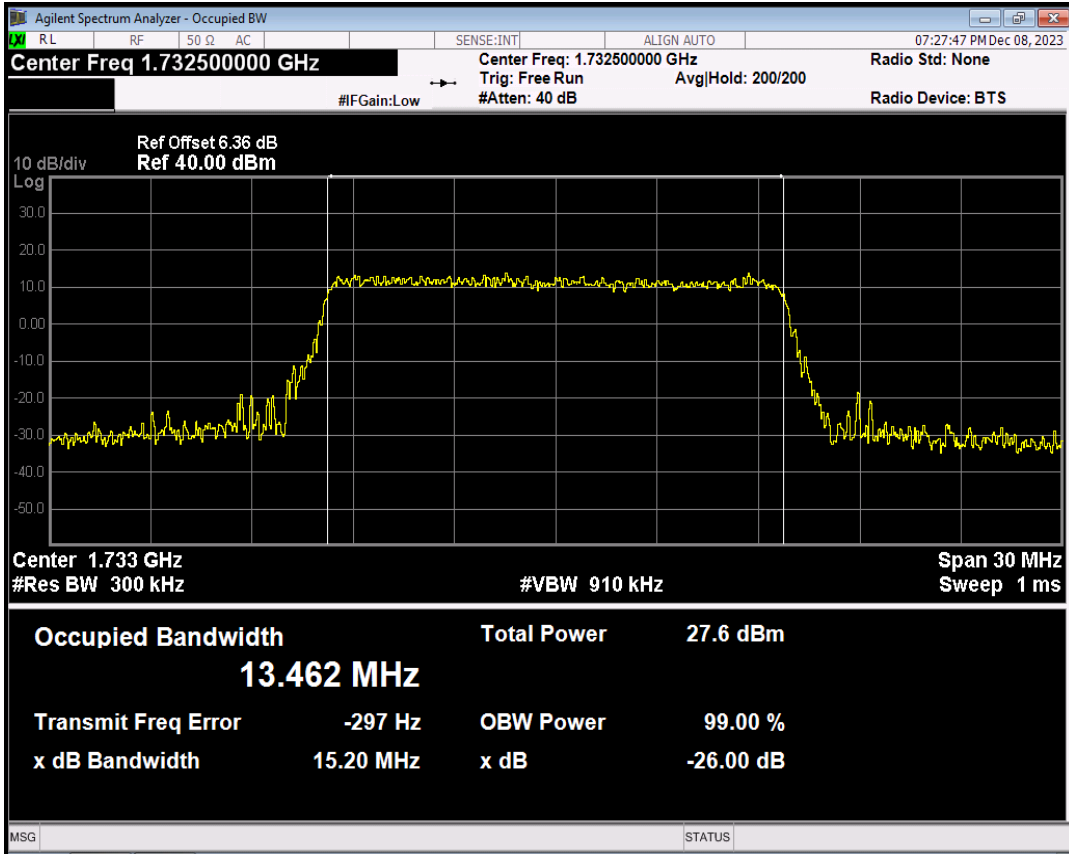 Agilent Spectrum Analyzer - Occupied BW
LXI RL RF 50 Ω AC SENSE:INT ALIGN AUTO 07:27:47 PM Dec 08, 2023
Center Freq 1.732500000 GHz Center Freq: 1.732500000 GHz Radio Std: None
Trig: Free Run Avg|Hold: 200/200
#IFGain:Low #Atten: 40 dB Radio Device: BTS
Ref Offset 6.36 dB
10 dB/div Ref 40.00 dBm
Log
30.0
20.0
10.0
0.00
-10.0
-20.0
-30.0
-40.0
-50.0
Center 1.733 GHz Span 30 MHz
#Res BW 300 kHz #VBW 910 kHz Sweep 1 ms
Occupied Bandwidth Total Power 27.6 dBm
13.462 MHz
Transmit Freq Error -297 Hz OBW Power 99.00 %
x dB Bandwidth 15.20 MHz x dB -26.00 dB
MSG STATUS